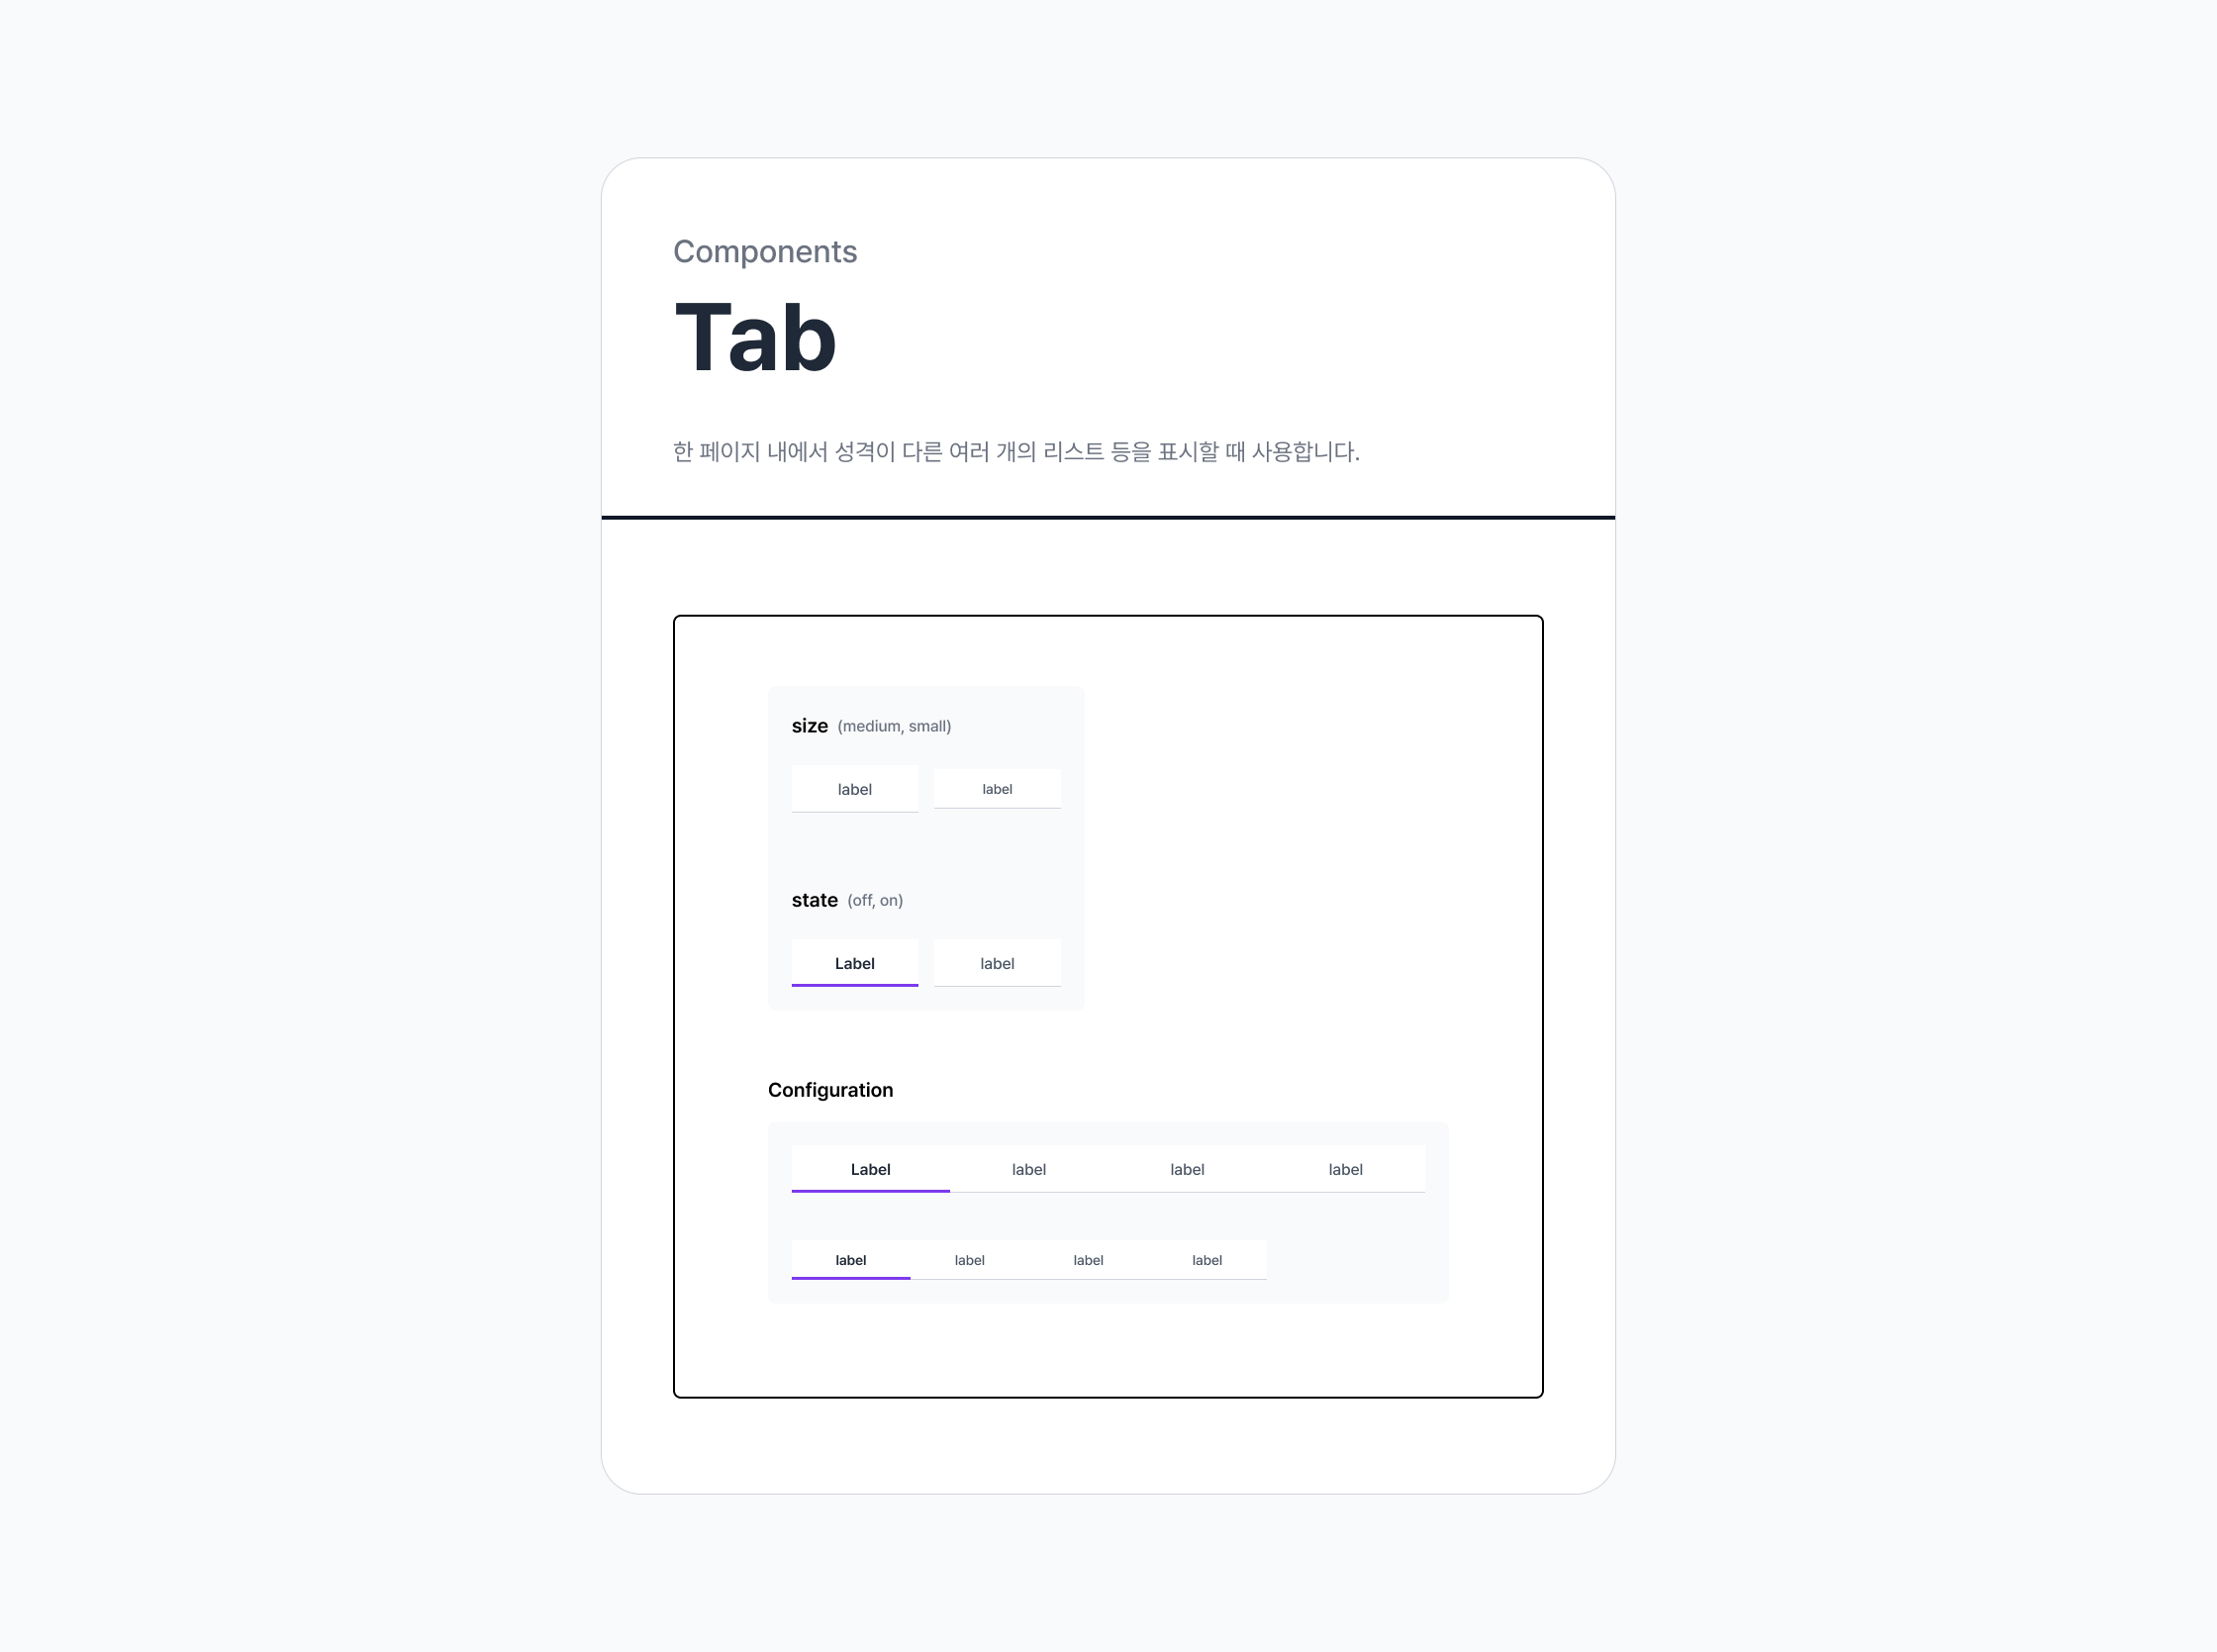 Components
Tab
한 페이지 내에서 성격이 다른 여러 개의 리스트 등을 표시할 때 사용합니다.
size (medium, small)
label label
state (off, on)
Label label
Configuration
Label label label label
label label label label